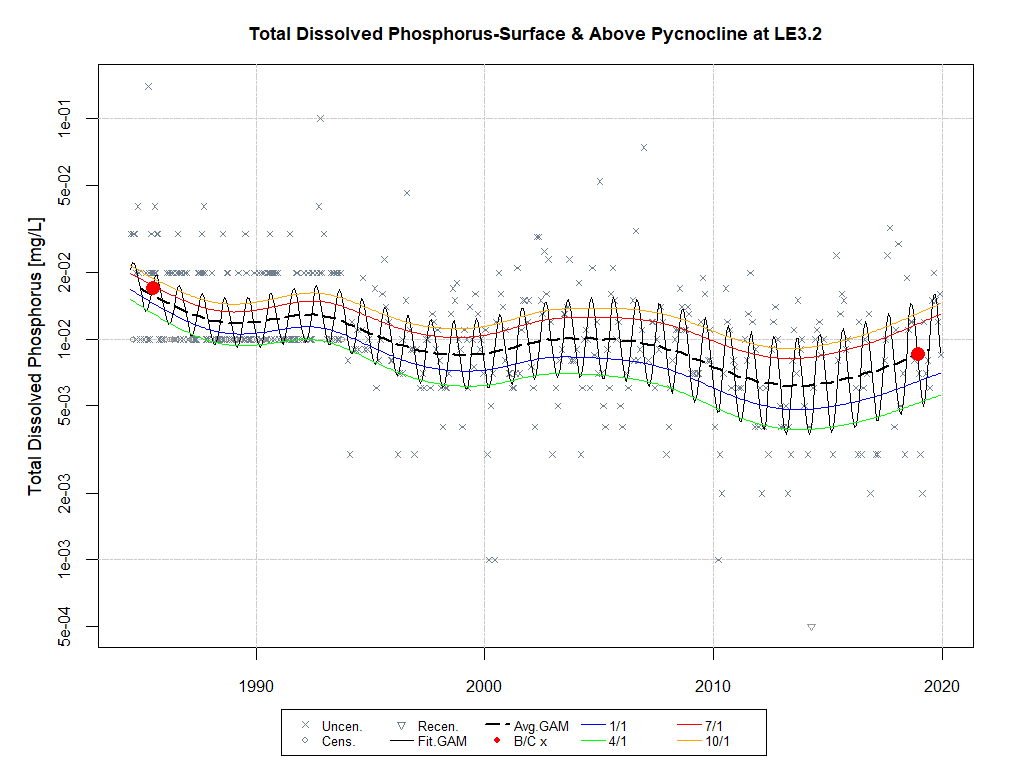 Total Dissolved Phosphorus-Surface & Above Pycnocline at LE3.2
Total Dissolved Phosphorus [mg/L]
1e-01
5e-02
2e-02
1e-02
5e-03
2e-03
1e-03
5e-04
1990 2000 2010 2020
Uncen. Recen. Avg.GAM 1/1 7/1
Cens. Fit.GAM B/C x 4/1 10/1